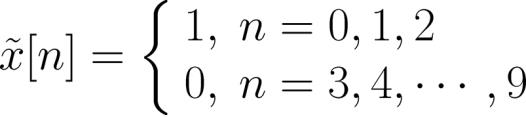 x̃[n] = { 1, n = 0, 1, 2
0, n = 3, 4, ··· , 9